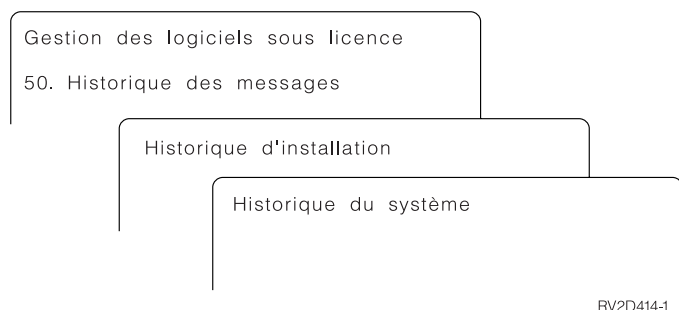 Gestion des logiciels sous licence
50. Historique des messages
Historique d'installation
Historique du système
RV2D414-1